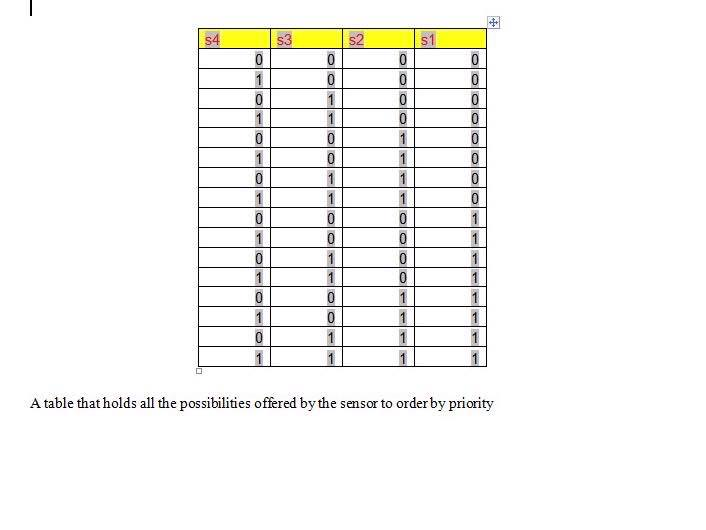 s4 s3 s2 s1
0 0 0 0
1 0 0 0
0 1 0 0
1 1 0 0
0 0 1 0
1 0 1 0
0 1 1 0
1 1 1 0
0 0 0 1
1 0 0 1
0 1 0 1
1 1 0 1
0 0 1 1
1 0 1 1
0 1 1 1
1 1 1 1
A table that holds all the possibilities offered by the sensor to order by priority